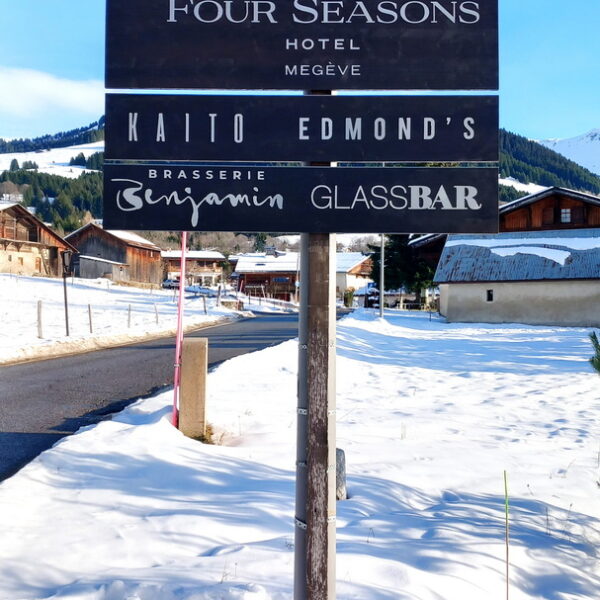 FOUR SEASONS
HOTEL
MEGÈVE
KAITO EDMOND'S
BRASSERIE
Benjamin GLASSBAR